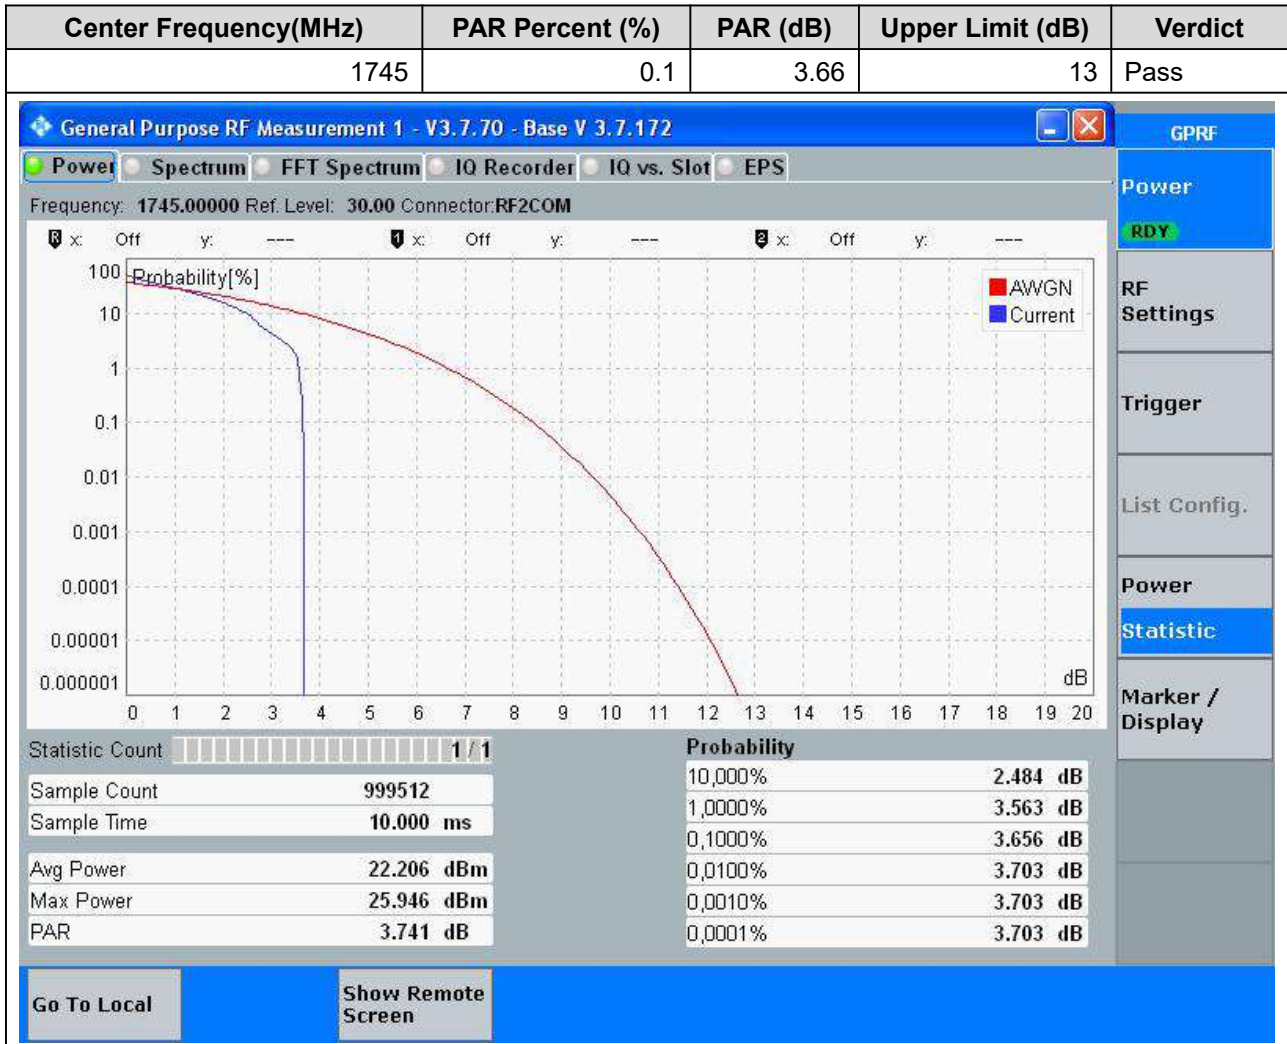 Center Frequency(MHz) PAR Percent (%) PAR (dB) Upper Limit (dB) Verdict
1745 0.1 3.66 13 Pass
General Purpose RF Measurement 1 - V3.7.70 - Base V 3.7.172
GPRF
Power Spectrum FFT Spectrum IQ Recorder IQ vs. Slot EPS
Power
RDY
Frequency: 1745.00000 Ref. Level: 30.00 Connector:RF2COM
R x: Off y: --- 1 x: Off y: --- 2 x: Off y: ---
Probability[%]
AWGN
Current
100
10
1
0.1
0.01
0.001
0.0001
0.00001
0.000001
dB
0 1 2 3 4 5 6 7 8 9 10 11 12 13 14 15 16 17 18 19 20
RF
Settings
Trigger
List Config.
Power
Statistic
Marker /
Display
Statistic Count 1 / 1
Sample Count 999512
Sample Time 10.000 ms
Avg Power 22.206 dBm
Max Power 25.946 dBm
PAR 3.741 dB
Probability
10,000% 2.484 dB
1,0000% 3.563 dB
0,1000% 3.656 dB
0,0100% 3.703 dB
0,0010% 3.703 dB
0,0001% 3.703 dB
Go To Local
Show Remote
Screen